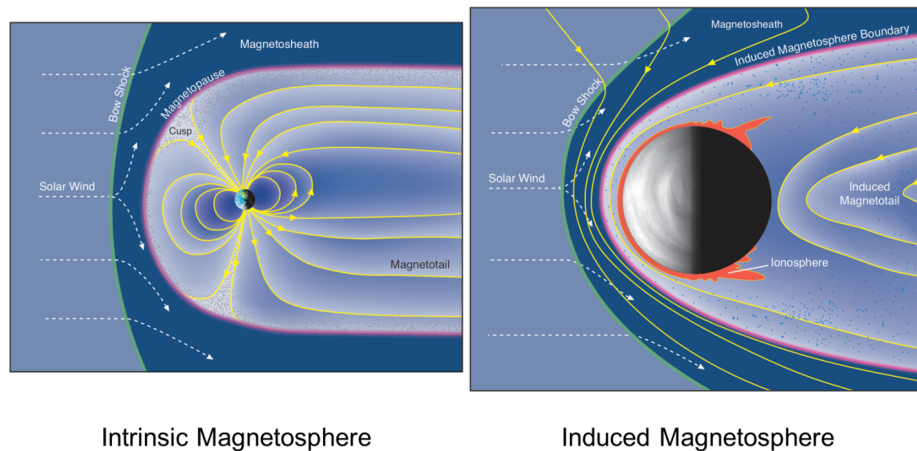 Magnetosheath
Bow Shock
Magnetopause
Cusp
Solar Wind
Magnetotail
Induced Magnetosphere Boundary
Magnetosheath
Bow Shock
Solar Wind
Induced
Magnetotail
Ionosphere
Intrinsic Magnetosphere
Induced Magnetosphere